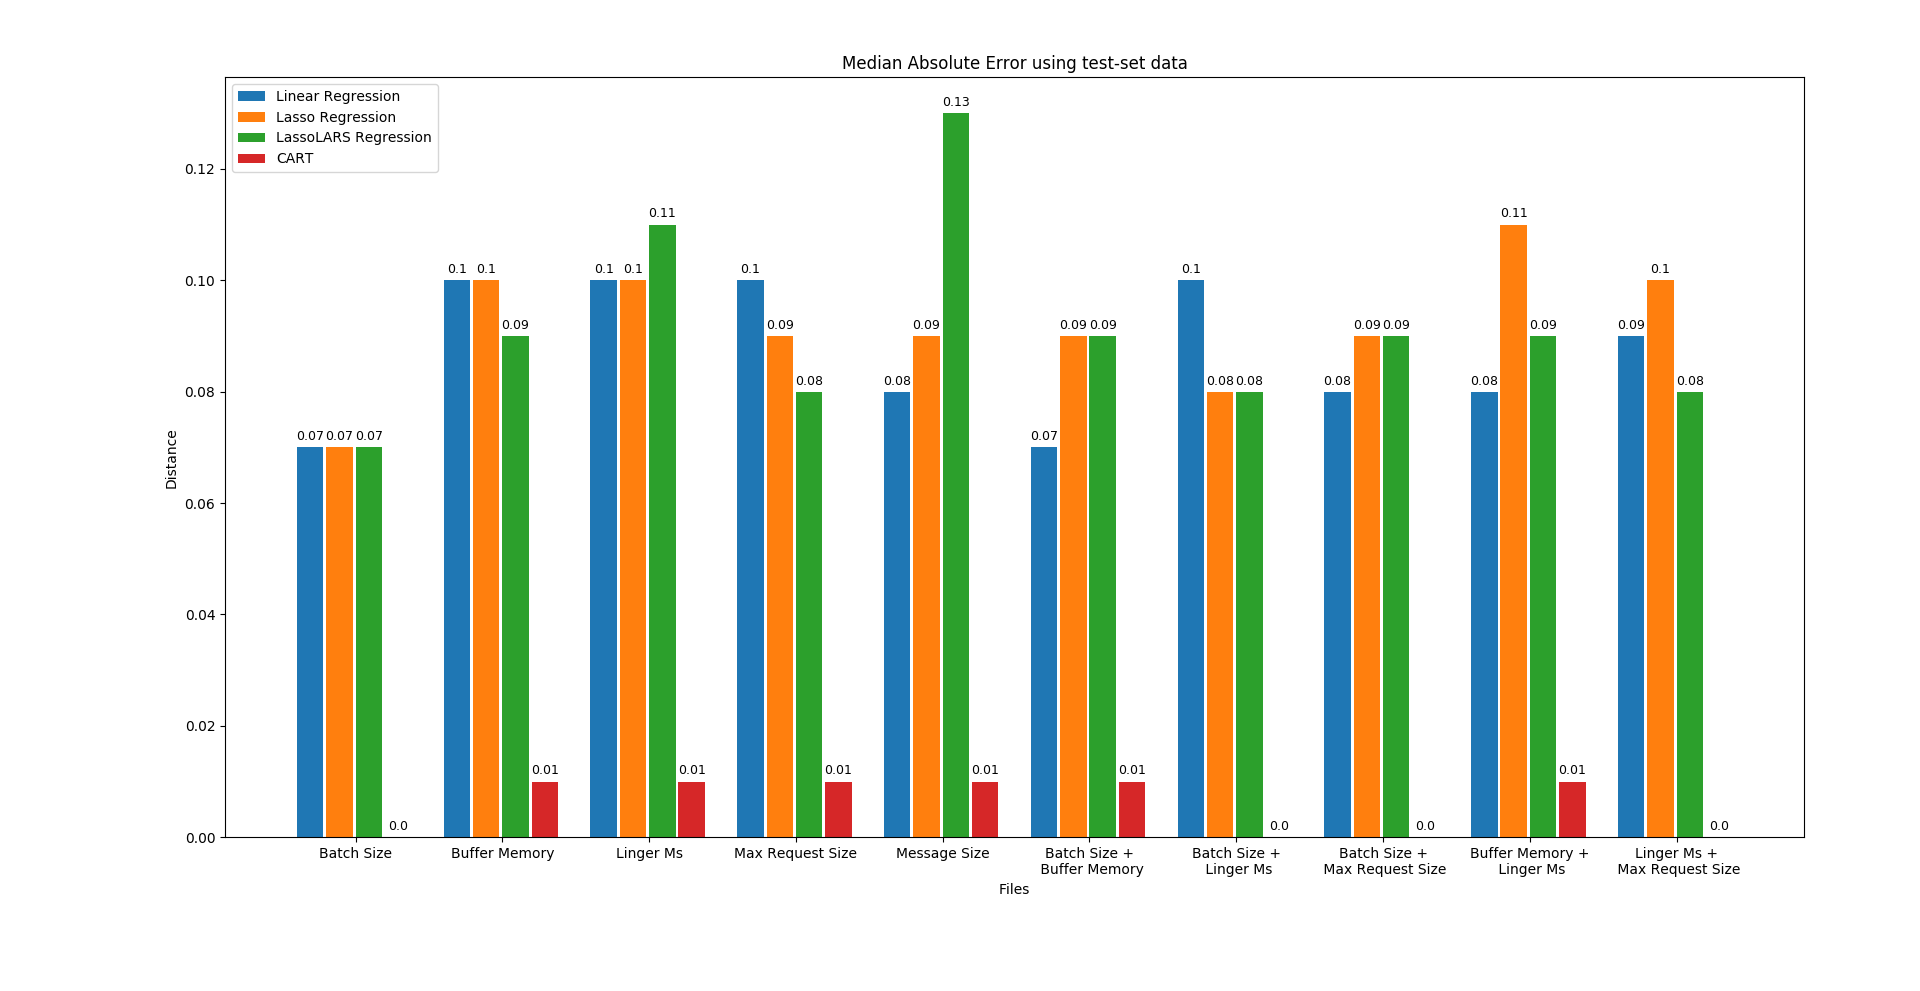 Median Absolute Error using test-set data
Linear Regression
Lasso Regression
LassoLARS Regression
CART
0.12
0.10
0.08
0.06
0.04
0.02
0.00
Distance
0.07 0.07 0.07 0.0
0.1 0.1 0.09 0.01
0.1 0.1 0.11 0.01
0.1 0.09 0.08 0.01
0.08 0.09 0.13 0.01
0.07 0.09 0.09 0.01
0.1 0.08 0.08 0.0
0.08 0.09 0.09 0.0
0.08 0.11 0.09 0.01
0.09 0.1 0.08 0.0
Batch Size
Buffer Memory
Linger Ms
Max Request Size
Message Size
Batch Size +
Buffer Memory
Batch Size +
Linger Ms
Batch Size +
Max Request Size
Buffer Memory +
Linger Ms
Linger Ms +
Max Request Size
Files